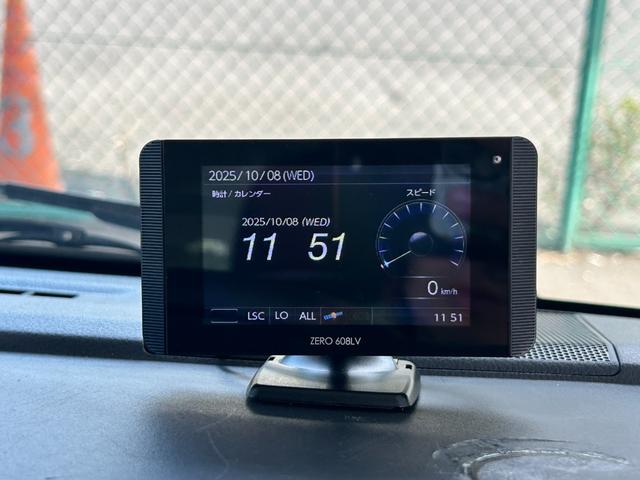 2025/10/08(WED)
時計/カレンダー
スピード
2025/10/08 (WED)
11 51
0 km/h
LSC LO ALL
11 51
ZERO 608LV